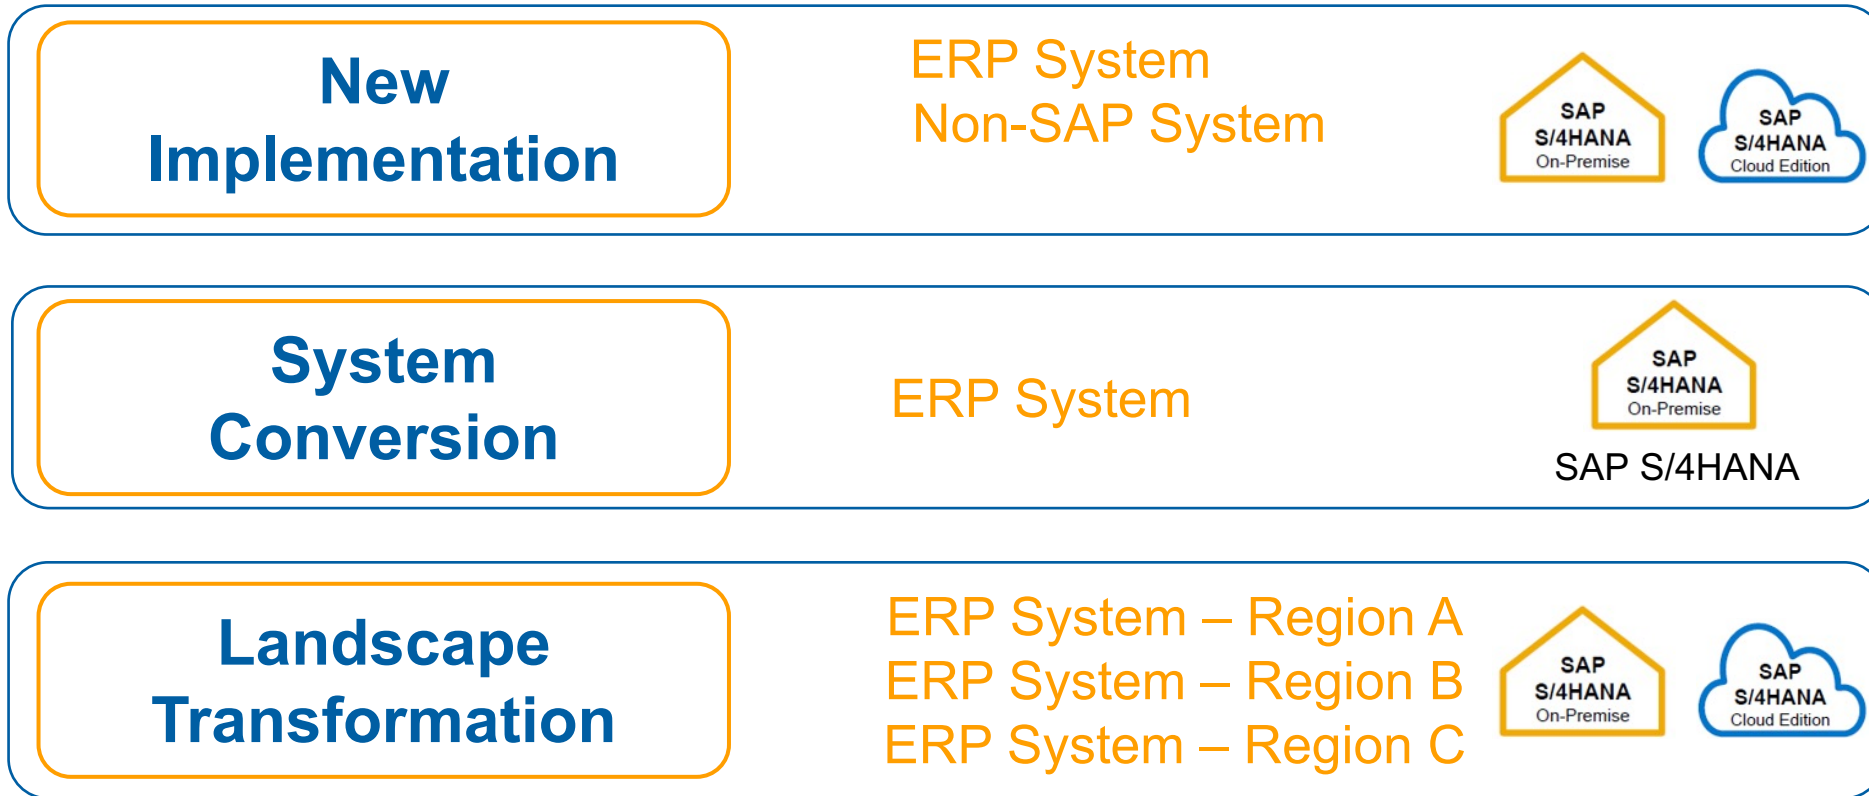 New
Implementation
ERP System
Non-SAP System
SAP
S/4HANA
On-Premise
SAP
S/4HANA
Cloud Edition
System
Conversion
ERP System
SAP
S/4HANA
On-Premise
SAP S/4HANA
Landscape
Transformation
ERP System – Region A
ERP System – Region B
ERP System – Region C
SAP
S/4HANA
On-Premise
SAP
S/4HANA
Cloud Edition